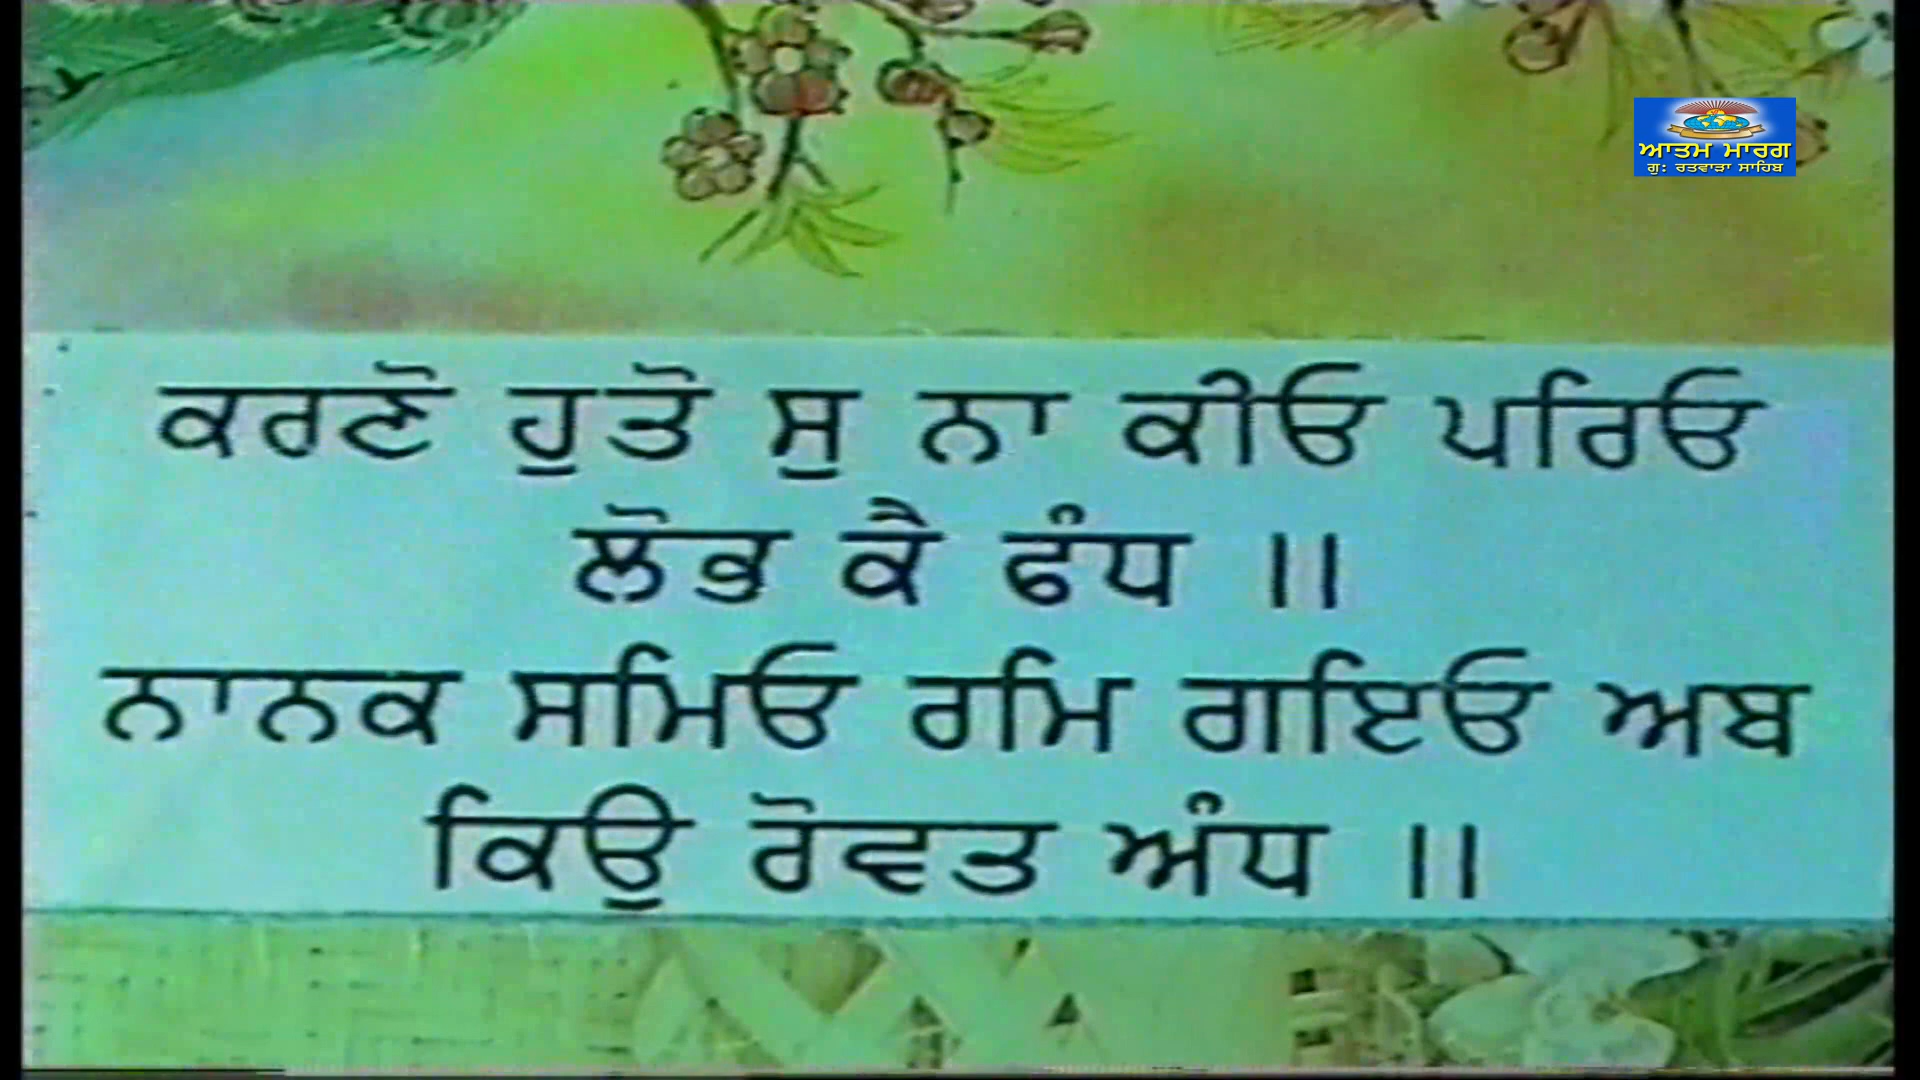 ਆਤਮ ਮਾਰਗ
ਗੁ: ਰਤਵਾੜਾ ਸਾਹਿਬ
ਕਰਣੋ ਹੁਤੋ ਸੁ ਨਾ ਕੀਓ ਪਰਿਓ
ਲੋਭ ਕੈ ਫੰਧ ॥
ਨਾਨਕ ਸਮਿਓ ਰਮਿ ਗਇਓ ਅਬ
ਕਿਉ ਰੋਵਤ ਅੰਧ ॥